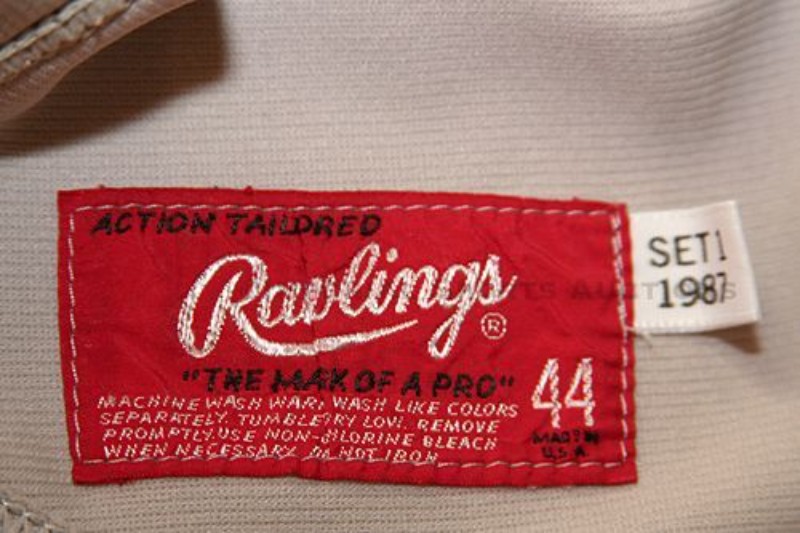 ACTION TAILORED
Rawlings®
"THE MARK OF A PRO"
44
MACHINE WASH WARM WASH LIKE COLORS
SEPARATELY. TUMBLE DRY LOW. REMOVE
PROMPTLY. USE NON-CHLORINE BLEACH
WHEN NECESSARY. DO NOT IRON.
MADE IN
U.S.A.
SET 1
1987